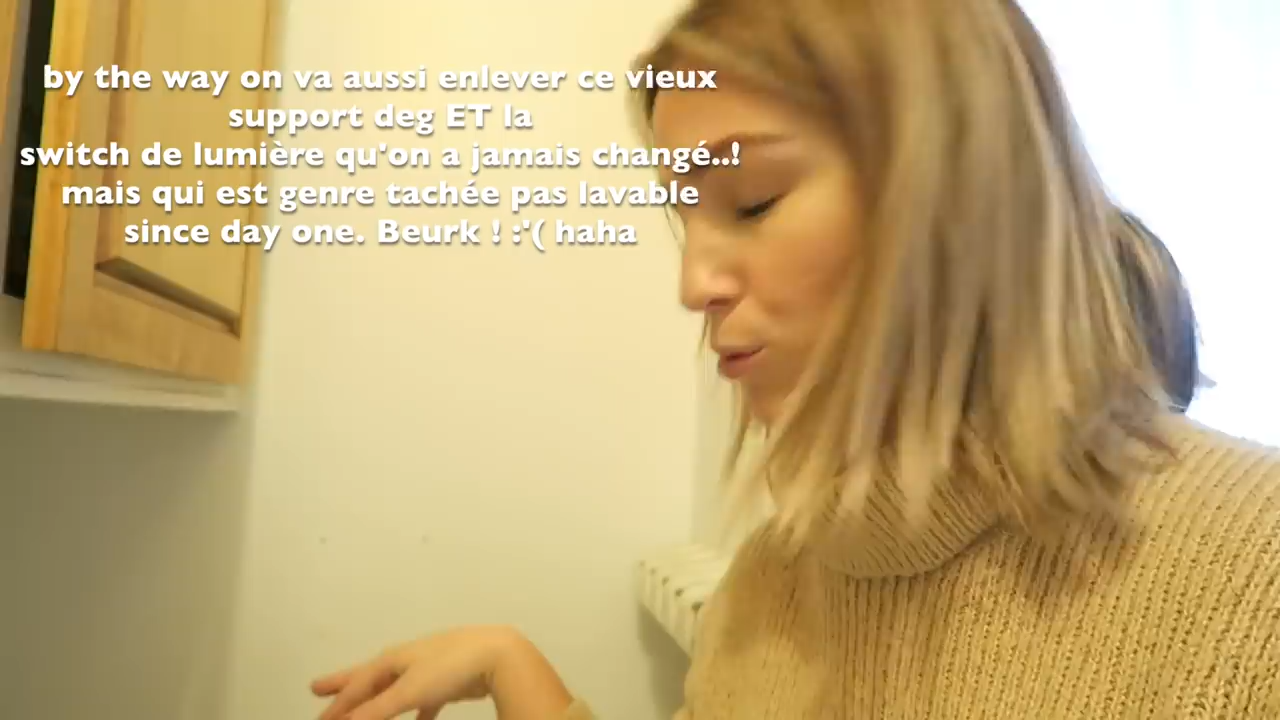 by the way on va aussi enlever ce vieux
support deg ET la
switch de lumière qu'on a jamais changé..!
mais qui est genre tachée pas lavable
since day one. Beurk ! :'( haha